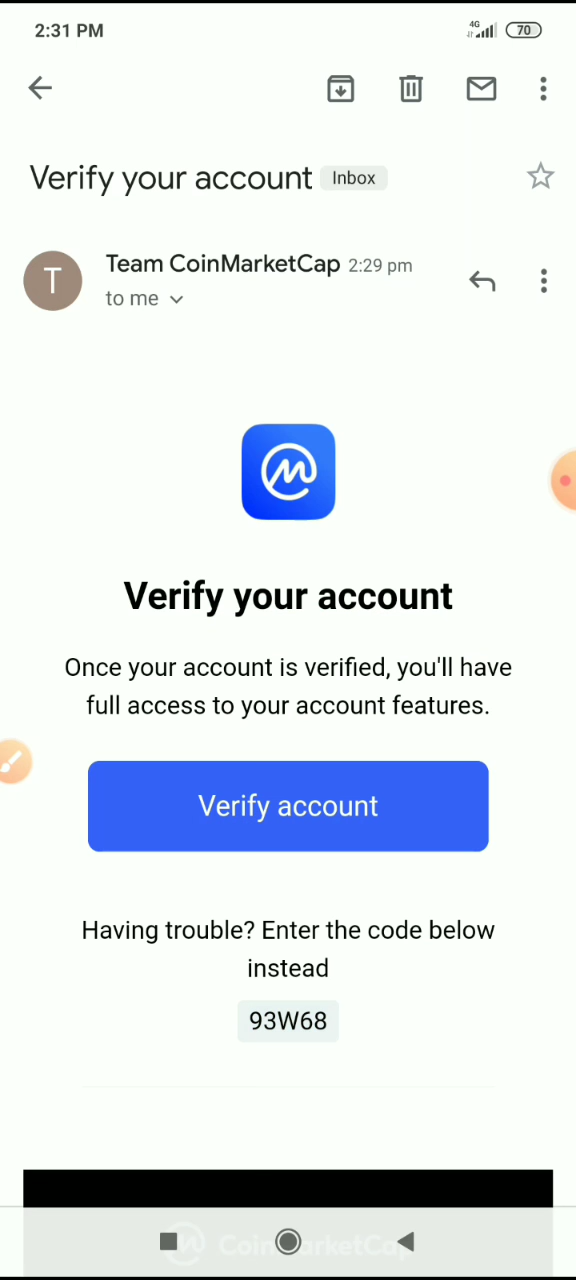 2:31 PM
4G
70
Verify your account
Inbox
T
Team CoinMarketCap 2:29 pm
to me
Verify your account
Once your account is verified, you'll have
full access to your account features.
Verify account
Having trouble? Enter the code below
instead
93W68
CoinMarketCap